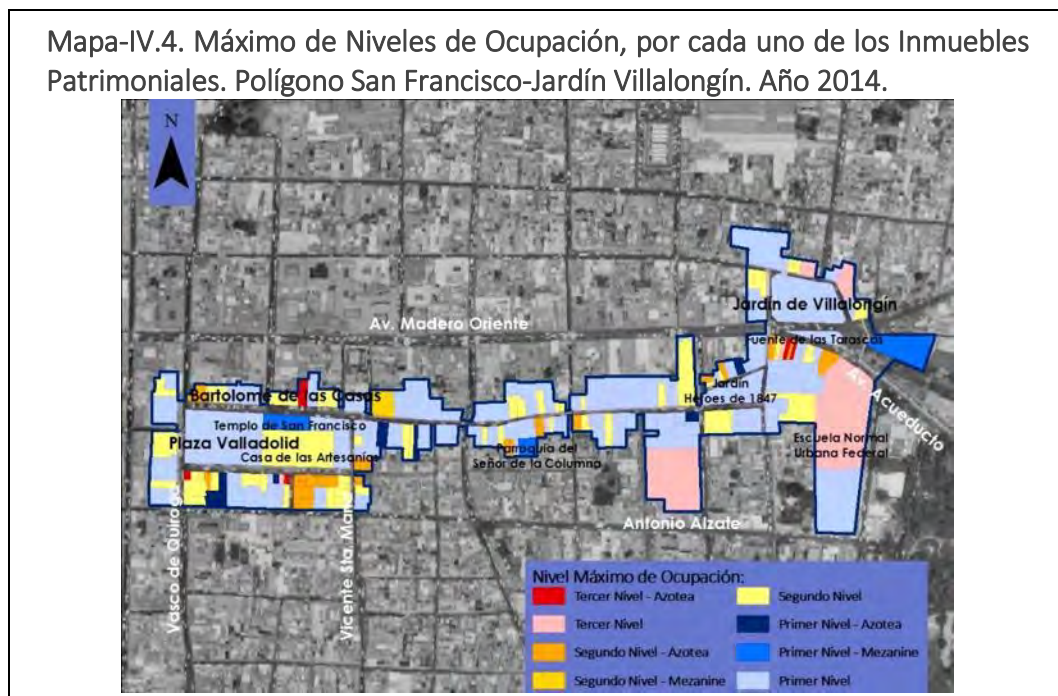 Mapa-IV.4. Máximo de Niveles de Ocupación, por cada uno de los Inmuebles
Patrimoniales. Polígono San Francisco-Jardín Villalongín. Año 2014.
N
Jardín de Villalongín
Av. Madero Oriente
Fuente de las Tarascas
Av. Acueducto
Bartolome de las Casas
Jardín
Héroes de 1847
Templo de San Francisco
Plaza Valladolid
Casa de las Artesanías
Parroquia del
Señor de la Columna
Escuela Normal
Urbana Federal
Antonio Alzate
Vasco de Quiroga
Vicente Sta. María
Nivel Máximo de Ocupación:
Tercer Nivel - Azotea
Tercer Nivel
Segundo Nivel - Azotea
Segundo Nivel - Mezanine
Segundo Nivel
Primer Nivel - Azotea
Primer Nivel - Mezanine
Primer Nivel